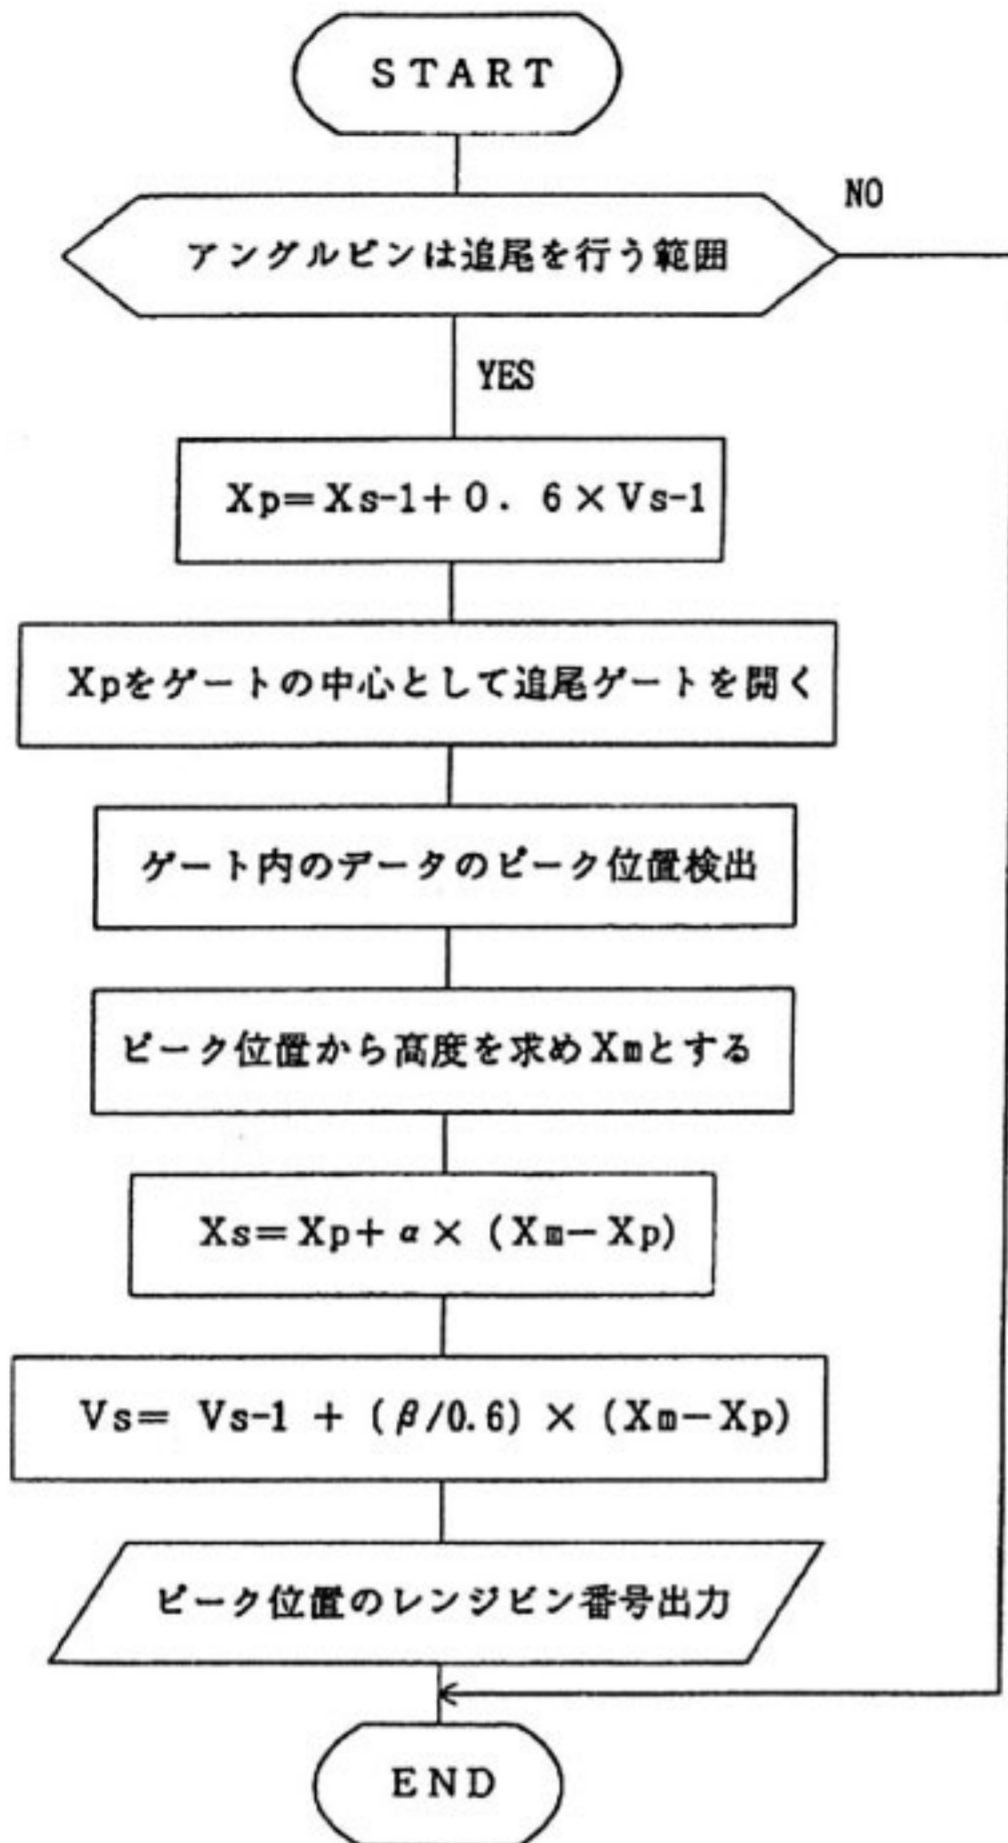 START
アングルビンは追尾を行う範囲
NO
YES
Xp=Xs-1+0.6×Vs-1
Xpをゲートの中心として追尾ゲートを開く
ゲート内のデータのピーク位置検出
ピーク位置から高度を求めXmとする
Xs=Xp+α×(Xm-Xp)
Vs= Vs-1 + (β/0.6) × (Xm-Xp)
ピーク位置のレンジビン番号出力
END